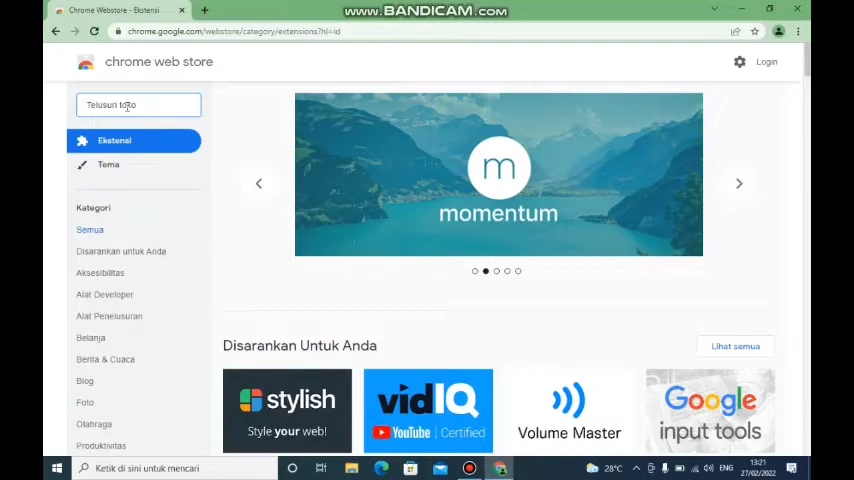 Chrome Webstore - Ekstensi
www.BANDICAM.com
chrome.google.com/webstore/category/extensions?hl=id
chrome web store
Login
Telusuri toko
Ekstensi
Tema
Kategori
Semua
Disarankan untuk Anda
Aksesibilitas
Alat Developer
Alat Penelusuran
Belanja
Berita & Cuaca
Blog
Foto
Olahraga
Produktivitas
m
momentum
Disarankan Untuk Anda
Lihat semua
stylish
Style your web!
vidIQ
YouTube Certified
Volume Master
Google
input tools
Ketik di sini untuk mencari
28°C
ENG
13:21
27/02/2022